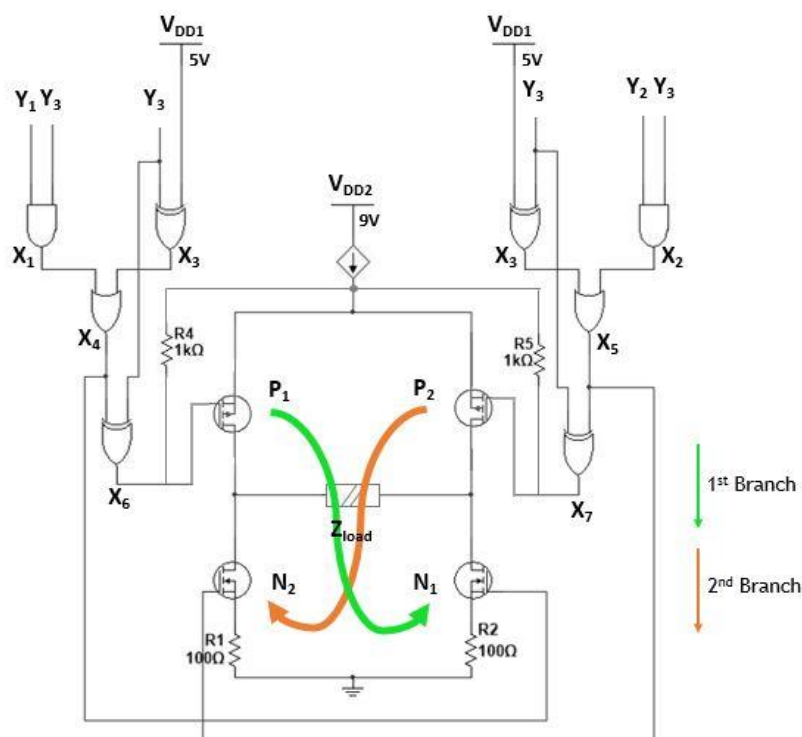 VDD1
5V
Y1 Y3
Y3
VDD1
5V
Y3
Y2 Y3
VDD2
9V
X1
X3
X3
X2
X4
R4
1kΩ
R5
1kΩ
X5
P1
P2
X6
X7
1st Branch
Zload
N2
N1
2nd Branch
R1
100Ω
R2
100Ω